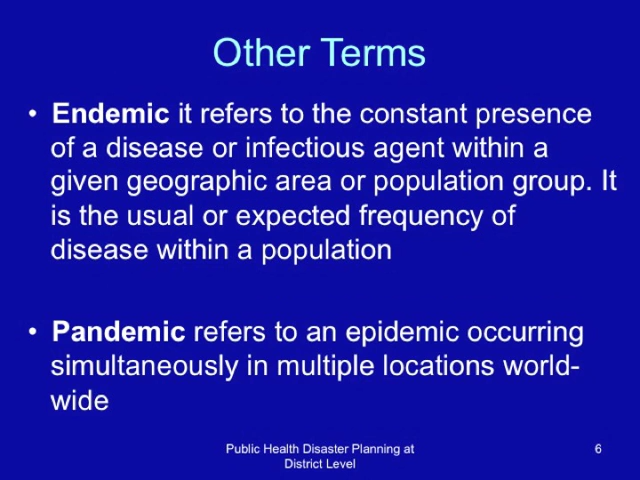 Other Terms
• Endemic it refers to the constant presence
of a disease or infectious agent within a
given geographic area or population group. It
is the usual or expected frequency of
disease within a population
• Pandemic refers to an epidemic occurring
simultaneously in multiple locations world-
wide
Public Health Disaster Planning at
District Level
6